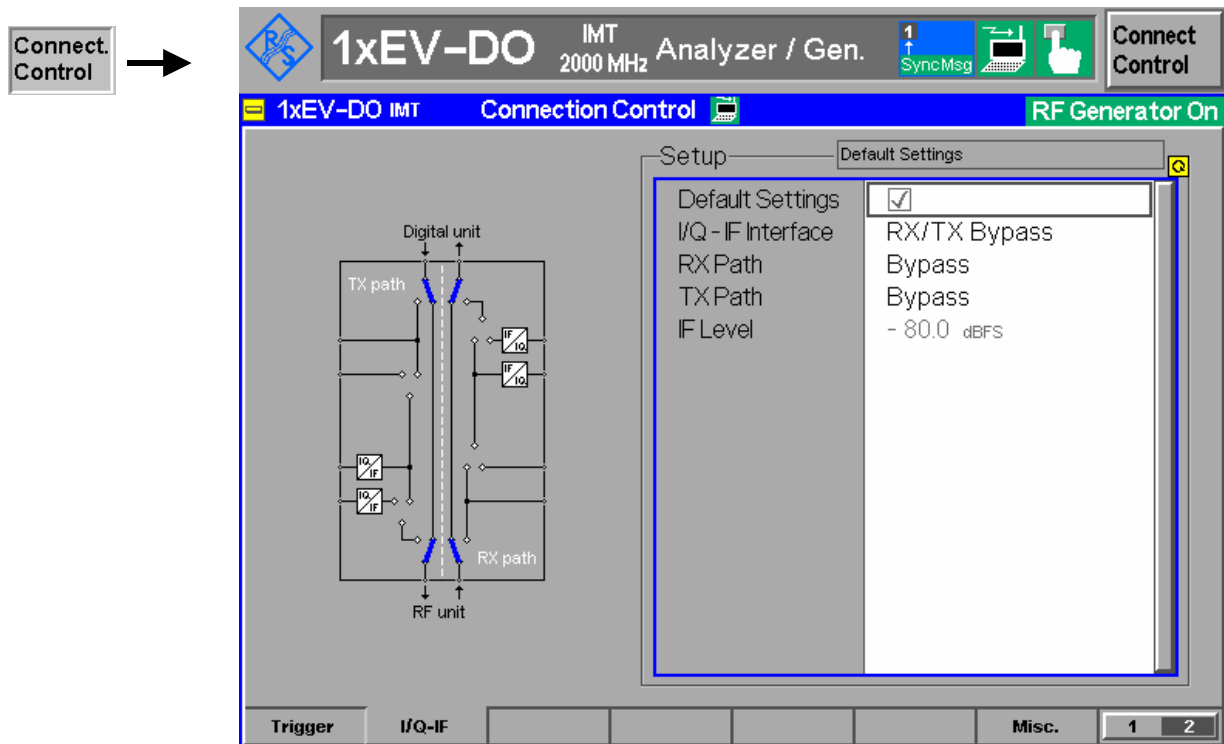 Connect.
Control
R S
1xEV–DO IMT 2000 MHz Analyzer / Gen.
1
SyncMsg
Connect
Control
1xEV–DO IMT Connection Control
RF Generator On
Setup
Default Settings
Default Settings
I/Q - IF Interface RX/TX Bypass
RX Path Bypass
TX Path Bypass
IF Level - 80.0 dBFS
Digital unit
TX path
IF IQ
IF IQ
IQ IF
IQ IF
RX path
RF unit
Trigger I/Q-IF Misc. 1 2